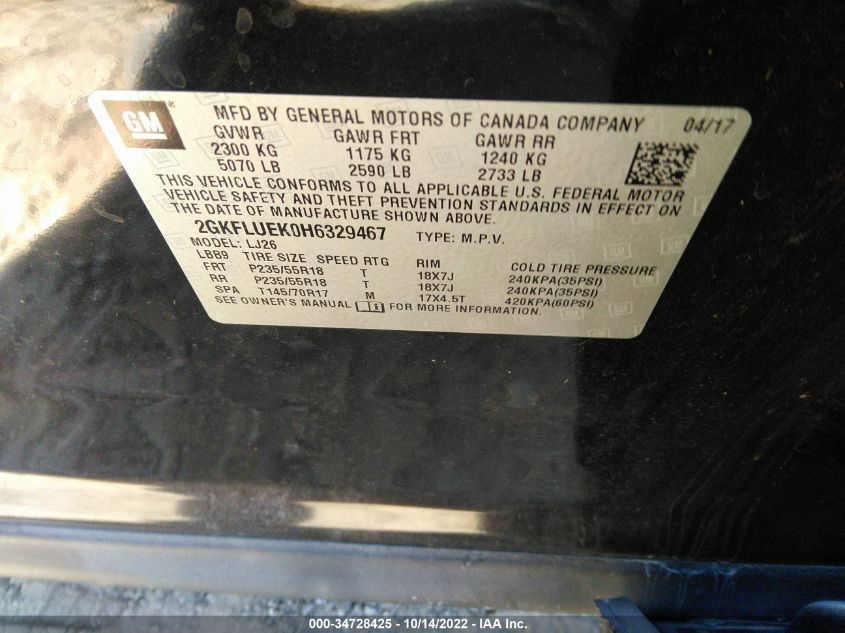 GM ® MFD BY GENERAL MOTORS OF CANADA COMPANY 04/17
GVWR GAWR FRT GAWR RR
2300 KG 1175 KG 1240 KG
5070 LB 2590 LB 2733 LB
THIS VEHICLE CONFORMS TO ALL APPLICABLE U.S. FEDERAL MOTOR
VEHICLE SAFETY AND THEFT PREVENTION STANDARDS IN EFFECT ON
THE DATE OF MANUFACTURE SHOWN ABOVE.
2GKFLUEK0H6329467 TYPE: M.P.V.
MODEL: LJ26
LBB9 TIRE SIZE SPEED RTG RIM COLD TIRE PRESSURE
FRT P235/55R18 T 18X7J 240KPA(35PSI)
RR P235/55R18 T 18X7J 240KPA(35PSI)
SPA T145/70R17 M 17X4.5T 420KPA(60PSI)
SEE OWNER'S MANUAL FOR MORE INFORMATION.
000-34728425 - 10/14/2022 - IAA Inc.